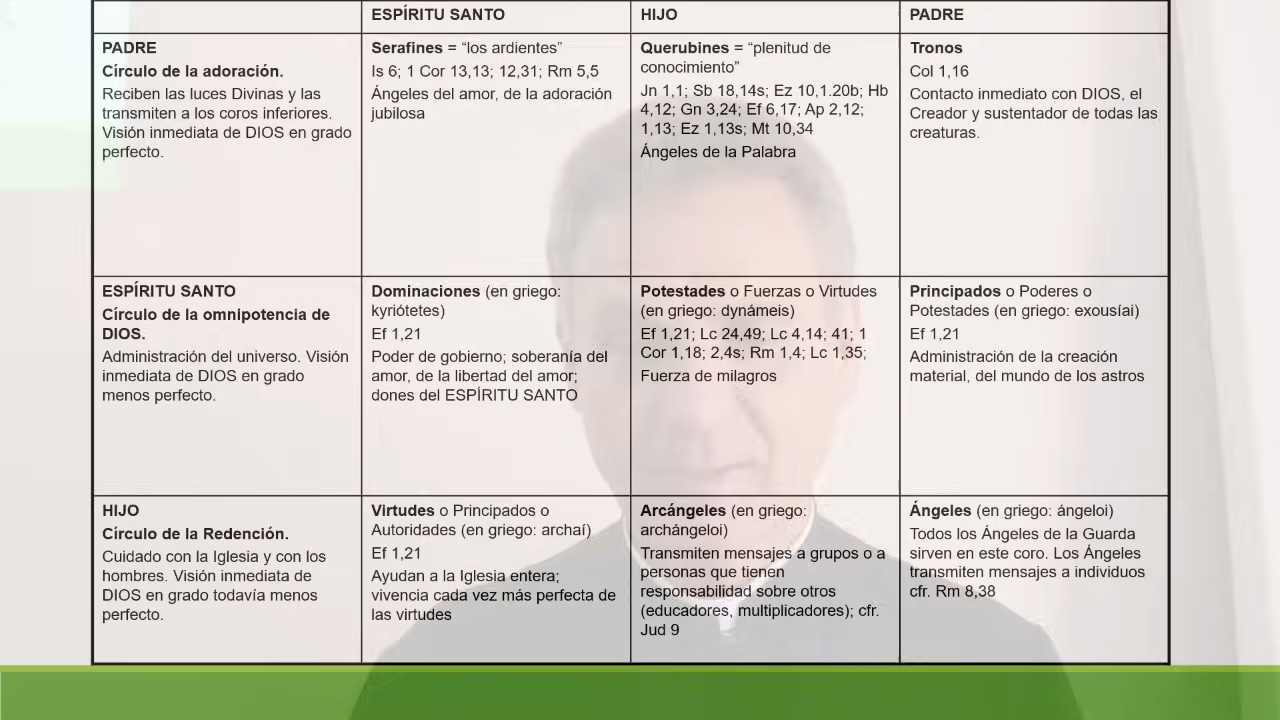 ESPÍRITU SANTO
HIJO
PADRE
PADRE
Círculo de la adoración.
Reciben las luces Divinas y las
transmiten a los coros inferiores.
Visión inmediata de DIOS en grado
perfecto.
Serafines = “los ardientes”
Is 6; 1 Cor 13,13; 12,31; Rm 5,5
Ángeles del amor, de la adoración
jubilosa
Querubines = “plenitud de
conocimiento”
Jn 1,1; Sb 18,14s; Ez 10,1.20b; Hb
4,12; Gn 3,24; Ef 6,17; Ap 2,12;
1,13; Ez 1,13s; Mt 10,34
Ángeles de la Palabra
Tronos
Col 1,16
Contacto inmediato con DIOS, el
Creador y sustentador de todas las
creaturas.
ESPÍRITU SANTO
Círculo de la omnipotencia de
DIOS.
Administración del universo. Visión
inmediata de DIOS en grado
menos perfecto.
Dominaciones (en griego:
kyriótetes)
Ef 1,21
Poder de gobierno; soberanía del
amor, de la libertad del amor;
dones del ESPÍRITU SANTO
Potestades o Fuerzas o Virtudes
(en griego: dynámeis)
Ef 1,21; Lc 24,49; Lc 4,14; 41; 1
Cor 1,18; 2,4s; Rm 1,4; Lc 1,35;
Fuerza de milagros
Principados o Poderes o
Potestades (en griego: exousíai)
Ef 1,21
Administración de la creación
material, del mundo de los astros
HIJO
Círculo de la Redención.
Cuidado con la Iglesia y con los
hombres. Visión inmediata de
DIOS en grado todavía menos
perfecto.
Virtudes o Principados o
Autoridades (en griego: archaí)
Ef 1,21
Ayudan a la Iglesia entera;
vivencia cada vez más perfecta de
las virtudes
Arcángeles (en griego:
archángeloi)
Transmiten mensajes a grupos o a
personas que tienen
responsabilidad sobre otros
(educadores, multiplicadores); cfr.
Jud 9
Ángeles (en griego: ángeloi)
Todos los Ángeles de la Guarda
sirven en este coro. Los Ángeles
transmiten mensajes a individuos
cfr. Rm 8,38